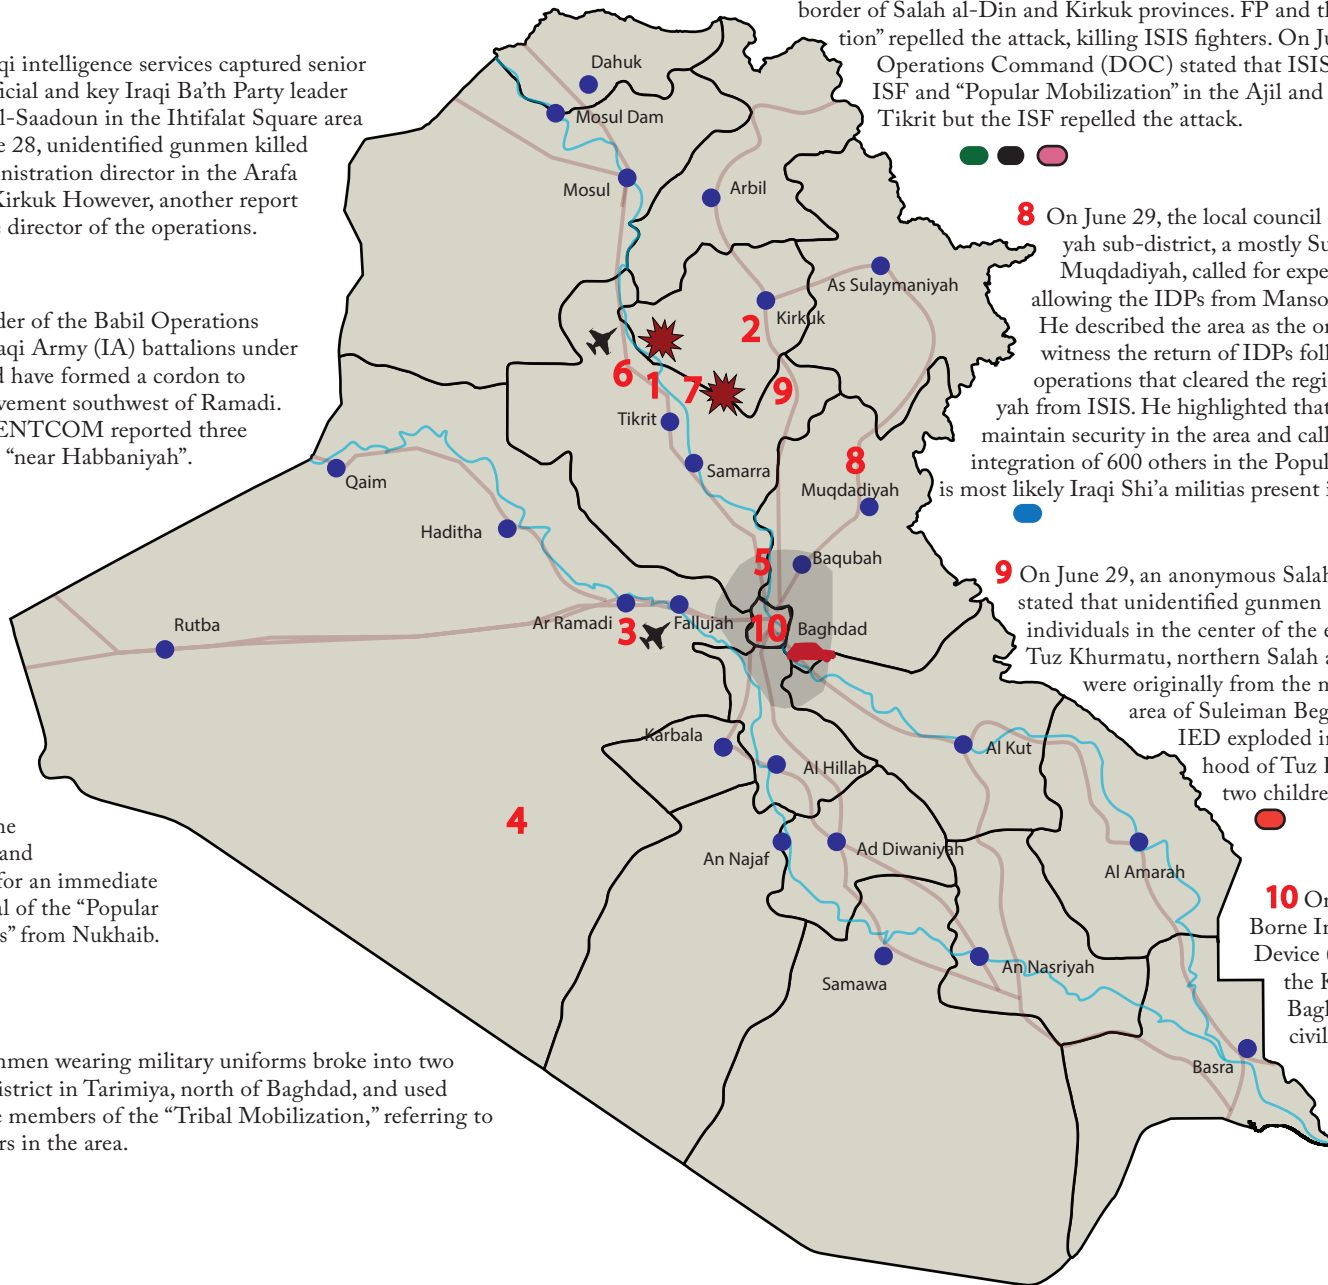 border of Salah al-Din and Kirkuk provinces. FP and th
tion” repelled the attack, killing ISIS fighters. On Ju
Operations Command (DOC) stated that ISIS
ISF and “Popular Mobilization” in the Ajil and
Tikrit but the ISF repelled the attack.
qi intelligence services captured senior
ficial and key Iraqi Ba’th Party leader
l-Saadoun in the Ihtifalat Square area
e 28, unidentified gunmen killed
nistration director in the Arafa
Kirkuk However, another report
e director of the operations.
der of the Babil Operations
aqi Army (IA) battalions under
d have formed a cordon to
vement southwest of Ramadi.
ENTCOM reported three
“near Habbaniyah”.
he
and
for an immediate
al of the “Popular
s” from Nukhaib.
nmen wearing military uniforms broke into two
istrict in Tarimiya, north of Baghdad, and used
e members of the “Tribal Mobilization,” referring to
rs in the area.
Dahuk
Mosul Dam
Mosul
Arbil
As Sulaymaniyah
Kirkuk
2
6
1
7
9
Tikrit
Samarra
8
Muqdadiyah
Qaim
Haditha
5
Baqubah
Rutba
Ar Ramadi
3
Fallujah
10
Baghdad
Karbala
Al Hillah
Al Kut
4
An Najaf
Ad Diwaniyah
Al Amarah
Samawa
An Nasriyah
Basra
8 On June 29, the local council
yah sub-district, a mostly Su
Muqdadiyah, called for expe
allowing the IDPs from Manso
He described the area as the on
witness the return of IDPs foll
operations that cleared the regi
yah from ISIS. He highlighted that
maintain security in the area and call
integration of 600 others in the Popul
is most likely Iraqi Shi’a militias present i
9 On June 29, an anonymous Salah
stated that unidentified gunmen
individuals in the center of the e
Tuz Khurmatu, northern Salah a
were originally from the m
area of Suleiman Beg
IED exploded in
hood of Tuz K
two childre
10 On
Borne Im
Device (
the K
Bagh
civil